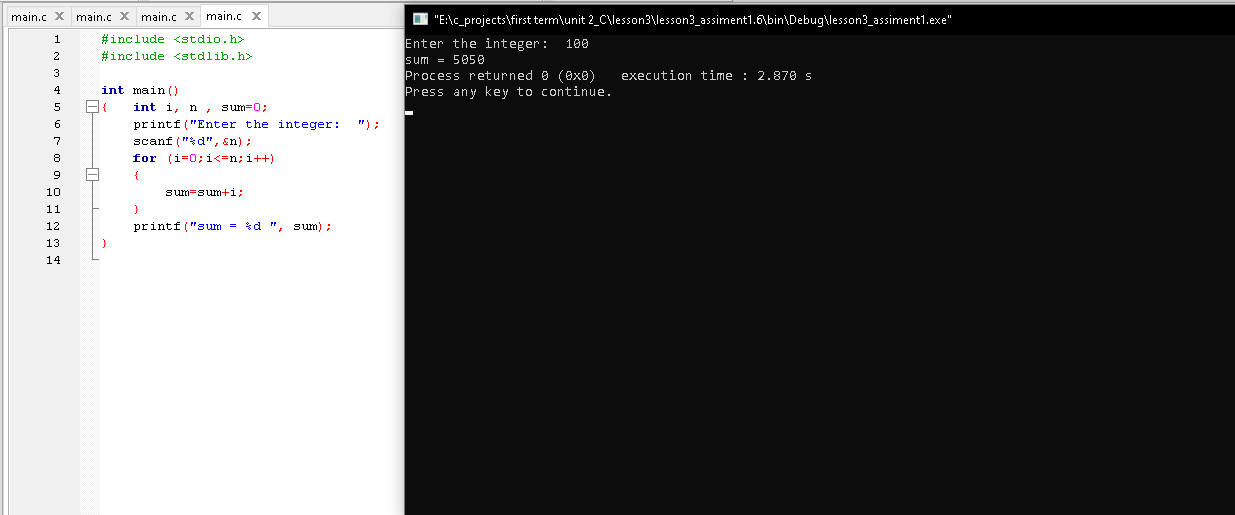 main.c main.c main.c main.c
1 #include <stdio.h>
2 #include <stdlib.h>
3
4 int main()
5 { int i, n , sum=0;
6 printf("Enter the integer:  ");
7 scanf("%d",&n);
8 for (i=0;i<=n;i++)
9 {
10 sum=sum+i;
11 }
12 printf("sum = %d ", sum);
13 }
14
"E:\c_projects\first term\unit 2_C\lesson3\lesson3_assiment1.6\bin\Debug\lesson3_assiment1.exe"
Enter the integer:  100
sum = 5050
Process returned 0 (0x0)   execution time : 2.870 s
Press any key to continue.